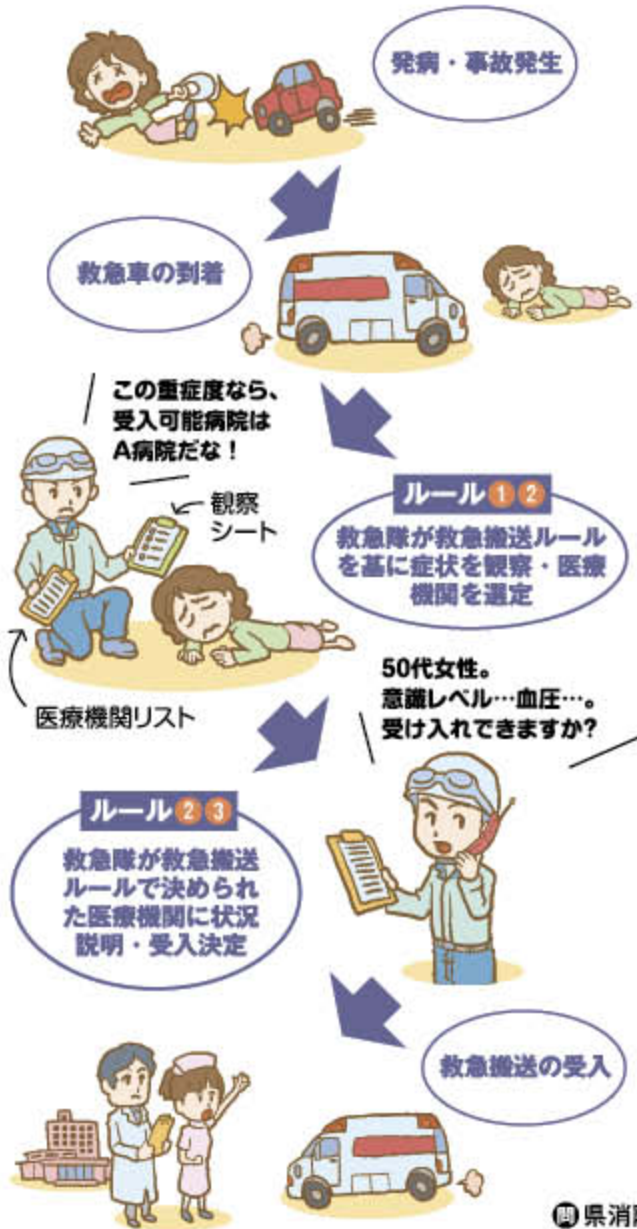 発病・事故発生
救急車の到着
この重症度なら、
受入可能病院は
A病院だな！
観察
シート
医療機関リスト
ルール①②
救急隊が救急搬送ルール
を基に症状を観察・医療
機関を選定
50代女性。
意識レベル…血圧…。
受け入れできますか?
ルール②③
救急隊が救急搬送
ルールで決められ
た医療機関に状況
説明・受入決定
救急搬送の受入
問 県消